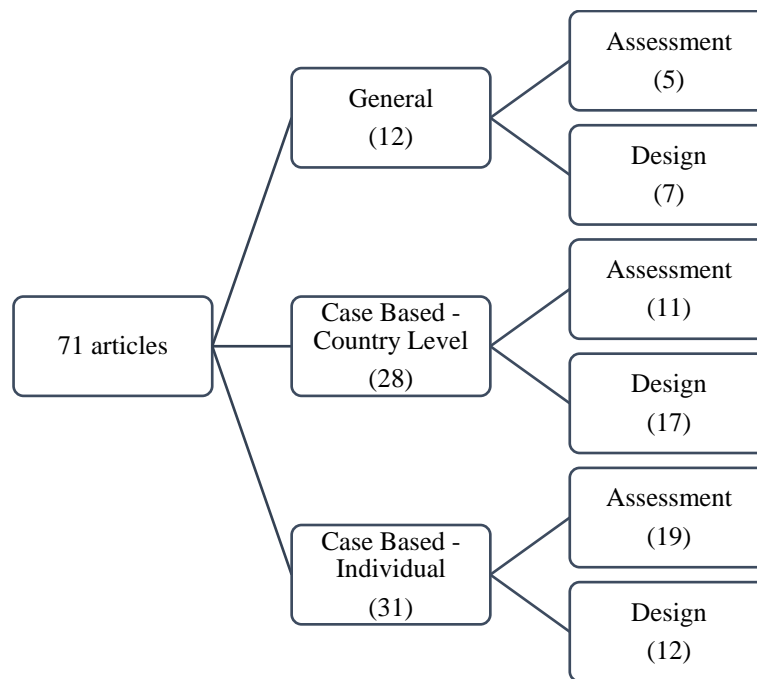 71 articles
General
(12)
Assessment
(5)
Design
(7)
Case Based -
Country Level
(28)
Assessment
(11)
Design
(17)
Case Based -
Individual
(31)
Assessment
(19)
Design
(12)